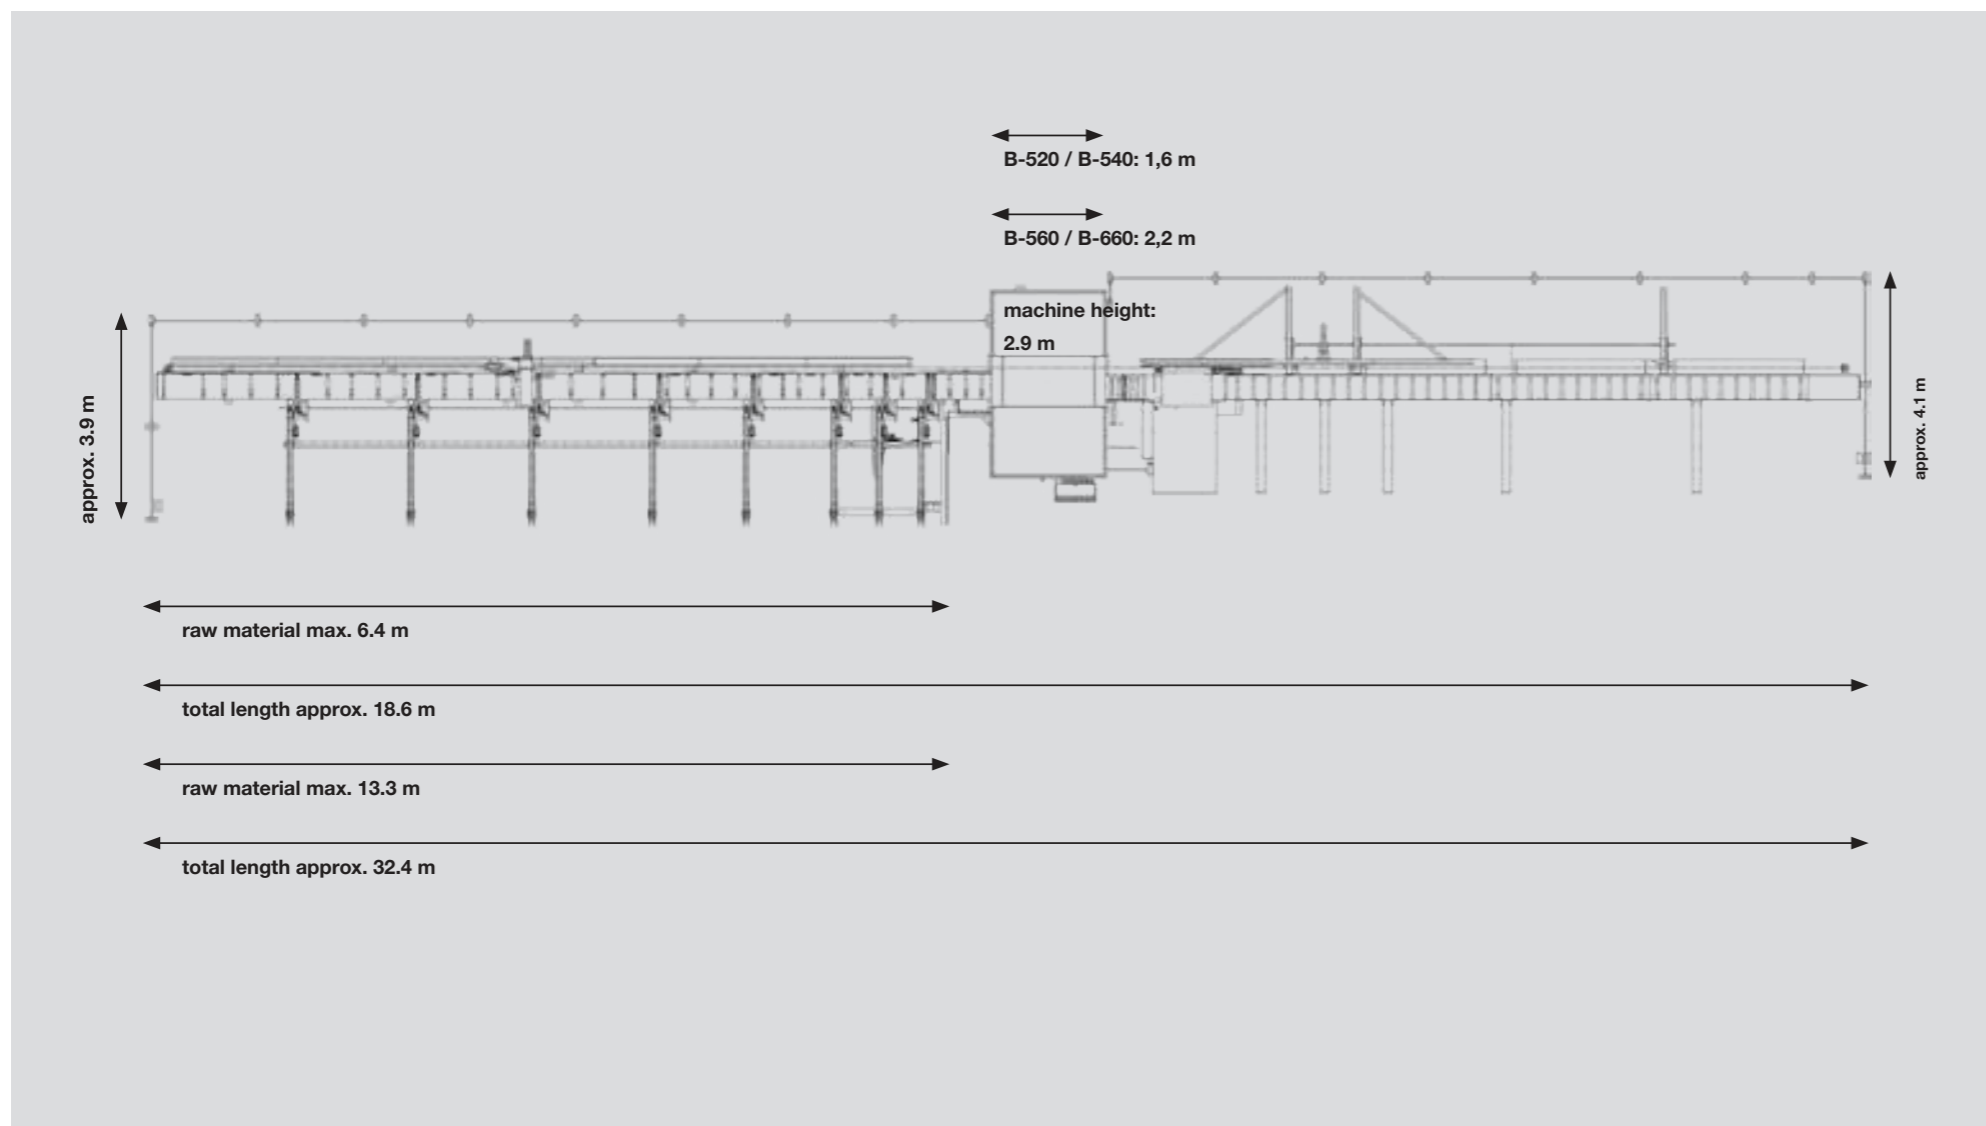 B-520 / B-540: 1,6 m
B-560 / B-660: 2,2 m
machine height:
2.9 m
approx. 3.9 m
approx. 4.1 m
raw material max. 6.4 m
total length approx. 18.6 m
raw material max. 13.3 m
total length approx. 32.4 m